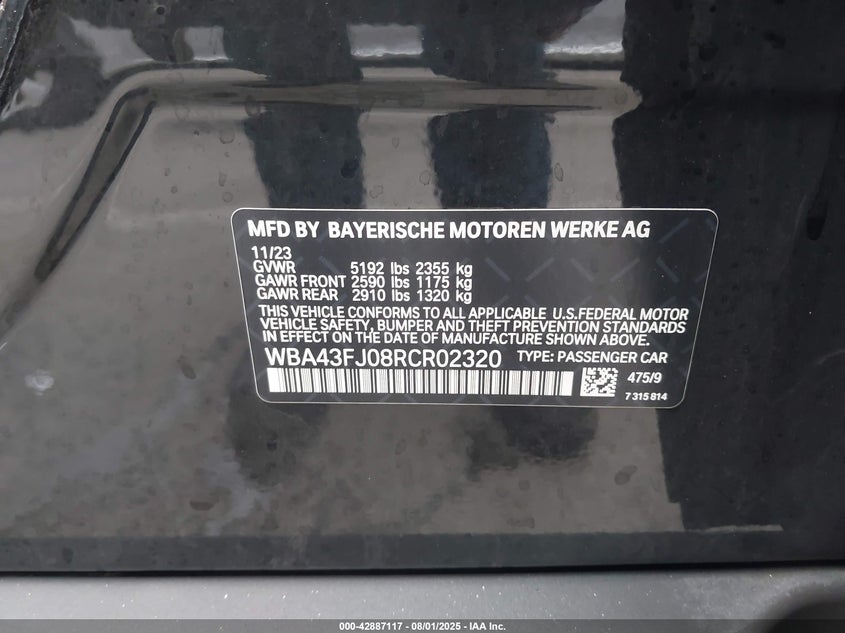 MFD BY BAYERISCHE MOTOREN WERKE AG
11/23
GVWR 5192 lbs 2355 kg
GAWR FRONT 2590 lbs 1175 kg
GAWR REAR 2910 lbs 1320 kg
THIS VEHICLE CONFORMS TO ALL APPLICABLE U.S.FEDERAL MOTOR
VEHICLE SAFETY, BUMPER AND THEFT PREVENTION STANDARDS
IN EFFECT ON THE DATE OF MANUFACTURE SHOWN ABOVE.
WBA43FJ08RCR02320 TYPE: PASSENGER CAR
475/9
7 315 814
000-42887117 - 08/01/2025 - IAA Inc.